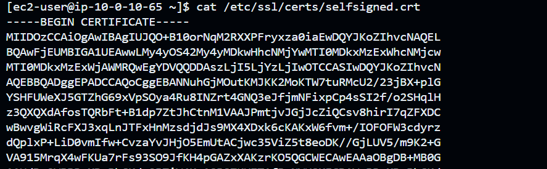 [ec2-user@ip-10-0-10-65 ~]$ cat /etc/ssl/certs/selfsigned.crt
-----BEGIN CERTIFICATE-----
MIIDOzCCAiOgAwIBAgIUJQO+B10orNqM2RXXPFryxza0iaEwDQYJKoZIhvcNAQEL
BQAwFjEUMBIGA1UEAwwLMy4yOS42My4yMDkwHhcNMjYwMTI0MDkxMzExWhcNMjcw
MTI0MDkxMzExWjAWMRQwEgYDVQQDDAszLjI5LjYzLjIwOTCCASIwDQYJKoZIhvcN
AQEBBQADggEPADCCAQoCggEBANNuhGjMOutKMJKK2MoKTW7tuRMcU2/23jBX+plG
YSHFUWeXJ5GTZhG69xVpSOya4Ru8INZrt4GNQ3eJfjmNFixpCp4sSI2f/o2SHqlH
z3QXQXdAfosTQRbFt+B1dp7ZtJhCtnM1VAAJPmtjvJGjJcZiQCsv8hirI7qZFXDC
wBwvgWiRcFXJ3xqLnJTFxHnMzsdjdJs9MX4XDxk6cKAKxW6fvm+/IOFOFW3cdyrz
dQplxP+LiD0vmIfw+CvzaYvJHjO5EmUtACjwc35ViZ5t8eoDK//GjLUV5/m9K2+G
VA915MrqX4wFKUa7rFs93SO9JfKH4pGAZxXAKzrKO5QGCWECAwEAAaOBgDB+MB0G